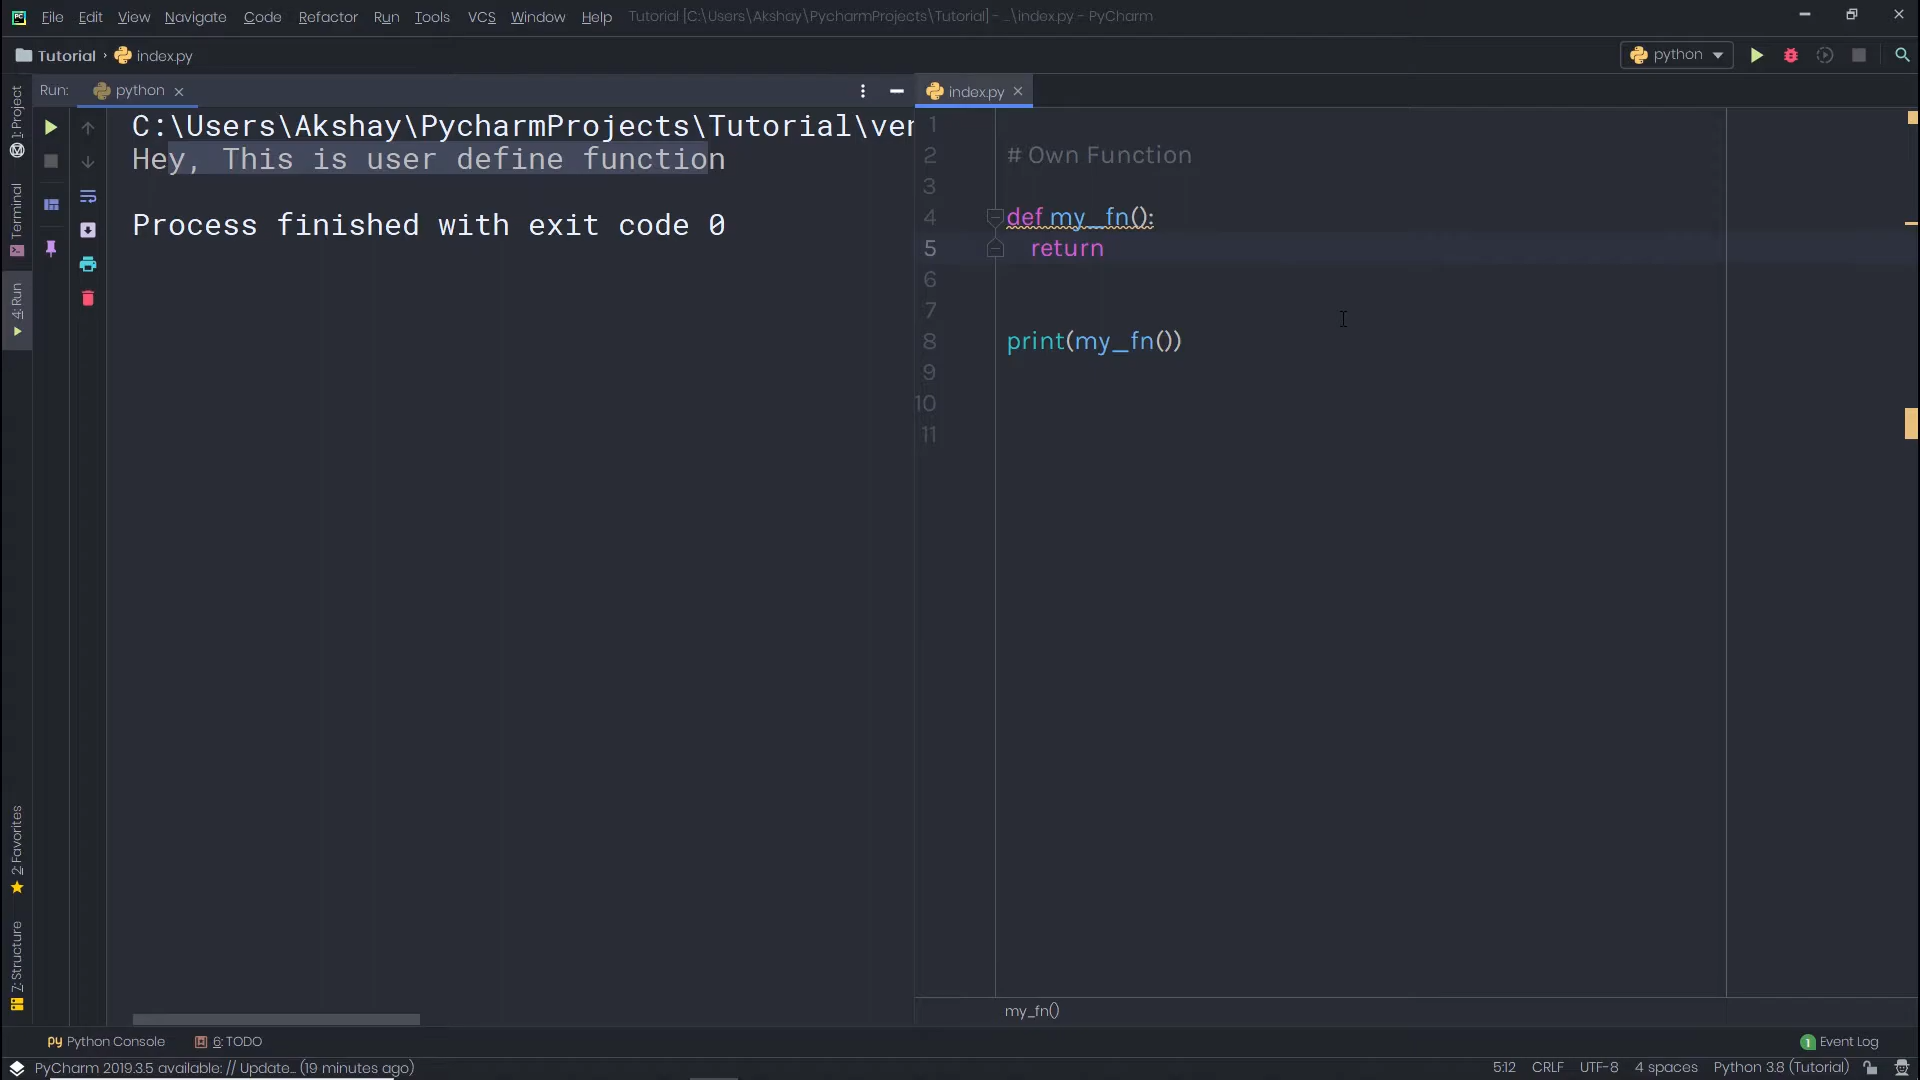 File Edit View Navigate Code Refactor Run Tools VCS Window Help Tutorial [C:\Users\Akshay\PycharmProjects\Tutorial] - ...\index.py - PyCharm
Tutorial › index.py
python
Run: python
index.py
1: Project
Terminal
4: Run
2: Favorites
7: Structure
C:\Users\Akshay\PycharmProjects\Tutorial\ver
Hey, This is user define function
Process finished with exit code 0
1
2 # Own Function
3
4 def my_fn():
5 return
6
7
8 print(my_fn())
9
10
11
my_fn()
Python Console 6: TODO
1 Event Log
PyCharm 2019.3.5 available: // Update... (19 minutes ago)
5:12 CRLF UTF-8 4 spaces Python 3.8 (Tutorial)